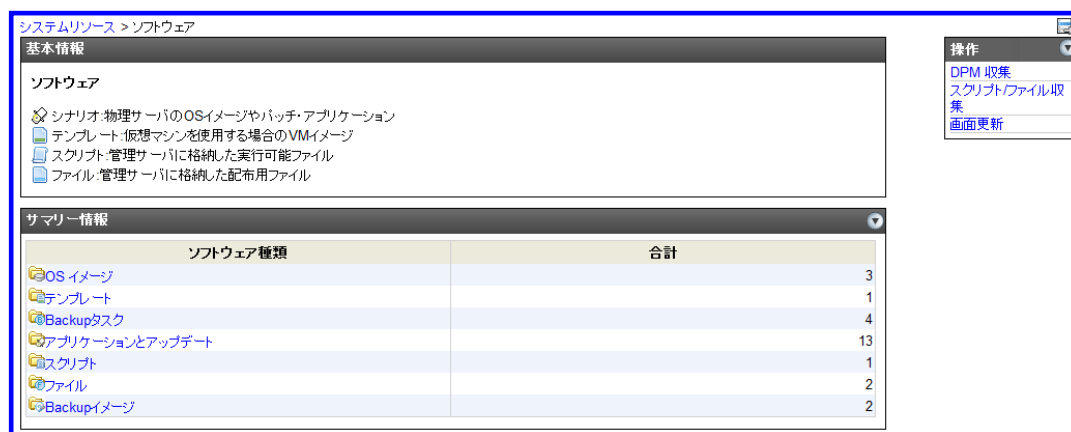 システムリソース > ソフトウェア
基本情報
ソフトウェア
シナリオ:物理サーバのOSイメージやパッチ・アプリケーション
テンプレート:仮想マシンを使用する場合のVMイメージ
スクリプト:管理サーバに格納した実行可能ファイル
ファイル:管理サーバに格納した配布用ファイル
サマリー情報
ソフトウェア種類 合計
OS イメージ 3
テンプレート 1
Backupタスク 4
アプリケーションとアップデート 13
スクリプト 1
ファイル 2
Backupイメージ 2
操作
DPM 収集
スクリプト/ファイル収
集
画面更新